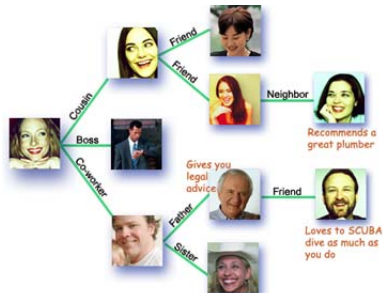 Friend
Cousin
Friend
Neighbor
Recommends a
great plumber
Boss
Co-worker
Gives you
legal
advice
Father
Friend
Sister
Loves to SCUBA
dive as much as
you do